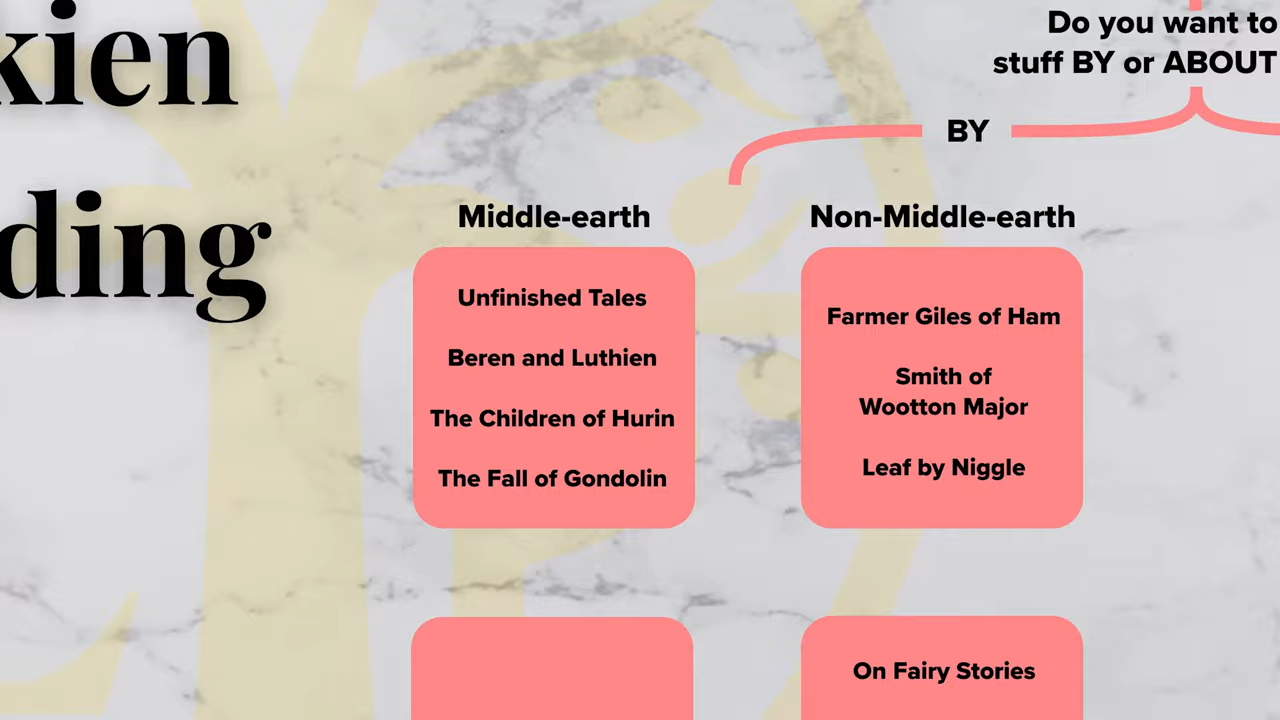 kien
ding
Do you want to
stuff BY or ABOUT
BY
Middle-earth
Unfinished Tales
Beren and Luthien
The Children of Hurin
The Fall of Gondolin
Non-Middle-earth
Farmer Giles of Ham
Smith of
Wootton Major
Leaf by Niggle
On Fairy Stories